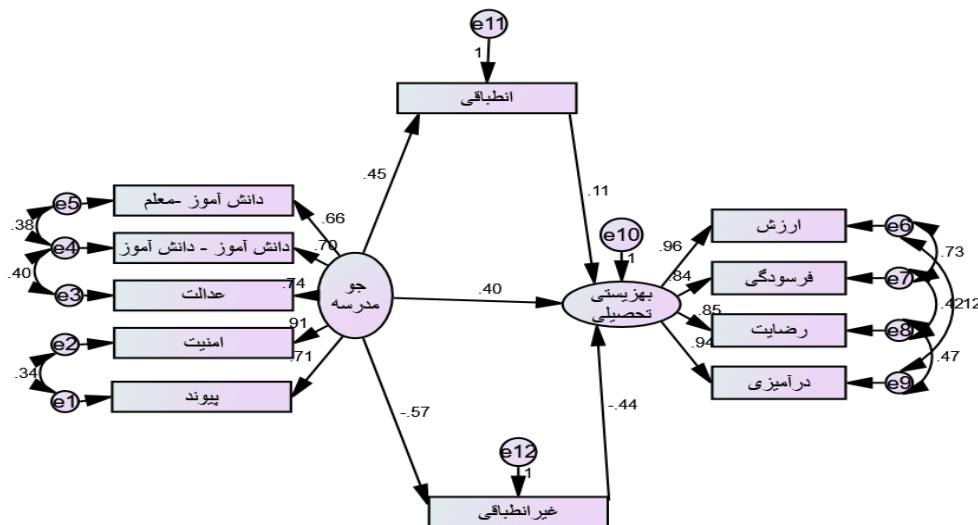 e11
1
انطباقی
.45
.11
e5
دانش آموز -معلم
.66
.38
e4
دانش آموز - دانش آموز
.70
.40
e3
عدالت
.74
e2
امنیت
.91
.34
e1
پیوند
.71
جو
مدرسه
.40
e10
1
بهزیستی
تحصیلی
.96
ارزش
e6
.73
.84
فرسودگی
e7
.42
.85
رضایت
e8
.47
.94
درآمیزی
e9
-.57
-.44
e12
1
غیرانطباقی